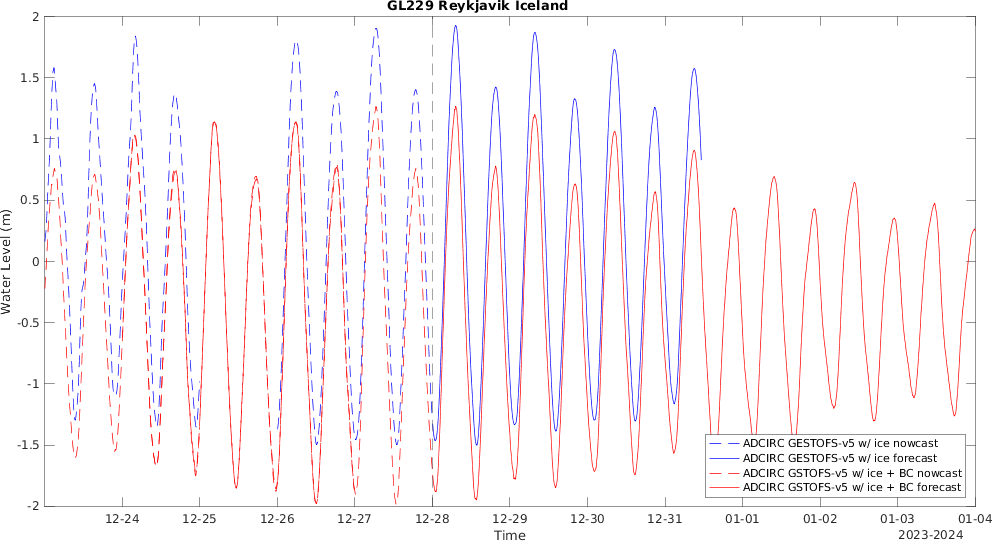 GL229 Reykjavik Iceland
2
1.5
1
0.5
0
-0.5
-1
-1.5
-2
Water Level (m)
ADCIRC GESTOFS-v5 w/ ice nowcast
ADCIRC GESTOFS-v5 w/ ice forecast
ADCIRC GSTOFS-v5 w/ ice + BC nowcast
ADCIRC GSTOFS-v5 w/ ice + BC forecast
12-24 12-25 12-26 12-27 12-28 12-29 12-30 12-31 01-01 01-02 01-03 01-04
Time
2023-2024